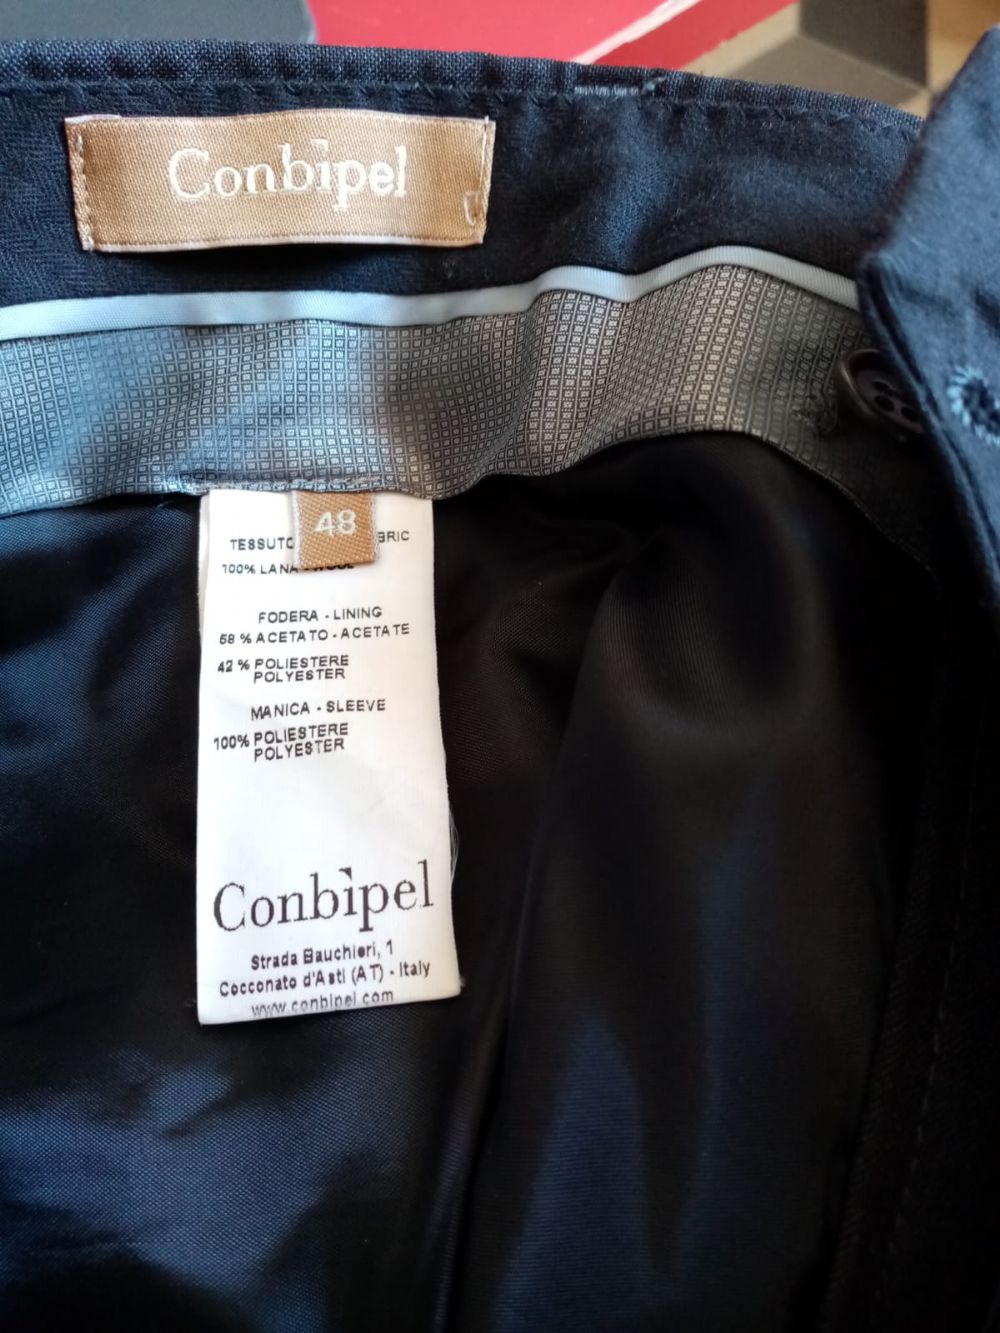 Conbipel
48
TESSUTO
100% LANA
FODERA - LINING
58 % ACETATO - ACETATE
42 % POLIESTERE
POLYESTER
MANICA - SLEEVE
100% POLIESTERE
POLYESTER
Conbipel
Strada Bauchieri, 1
Cocconato d'Asti (AT) - Italy
www.conbipel.com